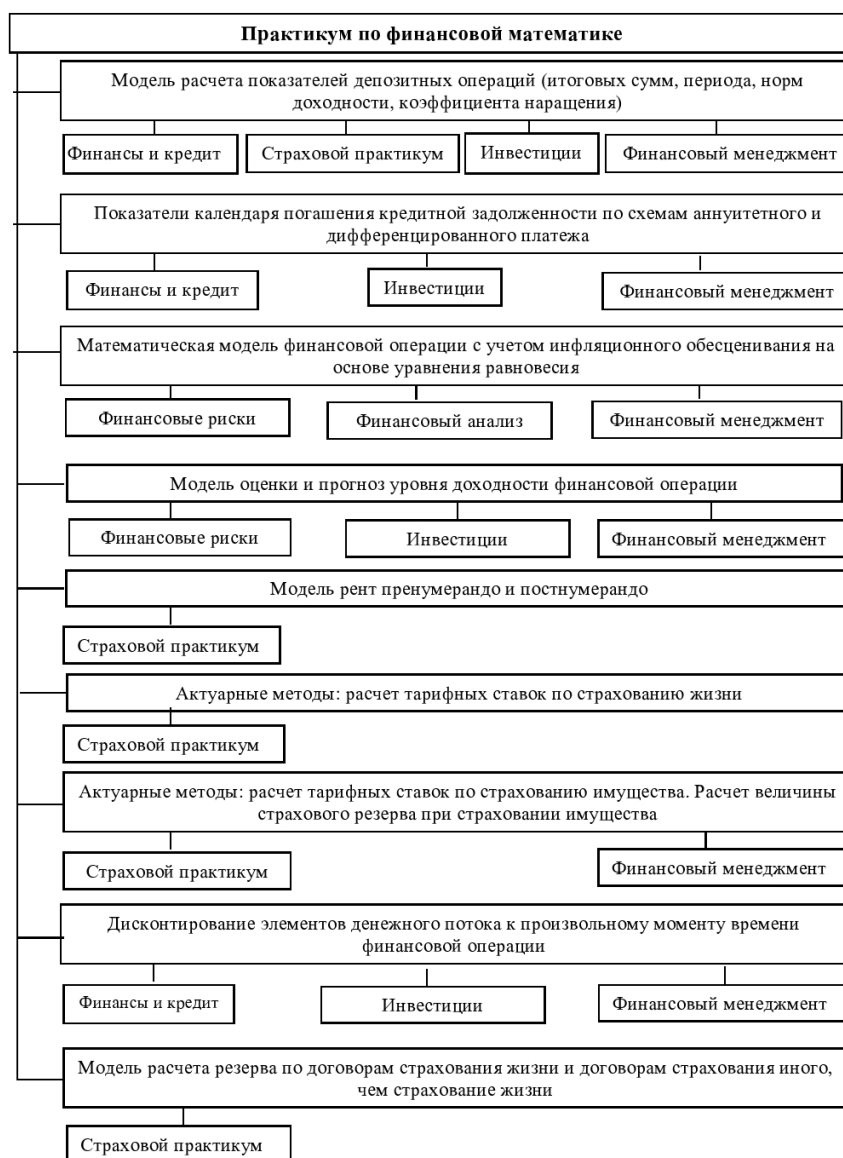 Практикум по финансовой математике
Модель расчета показателей депозитных операций (итоговых сумм, периода, норм
доходности, коэффициента наращения)
Финансы и кредит
Страховой практикум
Инвестиции
Финансовый менеджмент
Показатели календаря погашения кредитной задолженности по схемам аннуитетного и
дифференцированного платежа
Финансы и кредит
Инвестиции
Финансовый менеджмент
Математическая модель финансовой операции с учетом инфляционного обесценивания на
основе уравнения равновесия
Финансовые риски
Финансовый анализ
Финансовый менеджмент
Модель оценки и прогноз уровня доходности финансовой операции
Финансовые риски
Инвестиции
Финансовый менеджмент
Модель рент пренумерандо и постнумерандо
Страховой практикум
Актуарные методы: расчет тарифных ставок по страхованию жизни
Страховой практикум
Актуарные методы: расчет тарифных ставок по страхованию имущества. Расчет величины
страхового резерва при страховании имущества
Страховой практикум
Финансовый менеджмент
Дисконтирование элементов денежного потока к произвольному моменту времени
финансовой операции
Финансы и кредит
Инвестиции
Финансовый менеджмент
Модель расчета резерва по договорам страхования жизни и договорам страхования иного,
чем страхование жизни
Страховой практикум